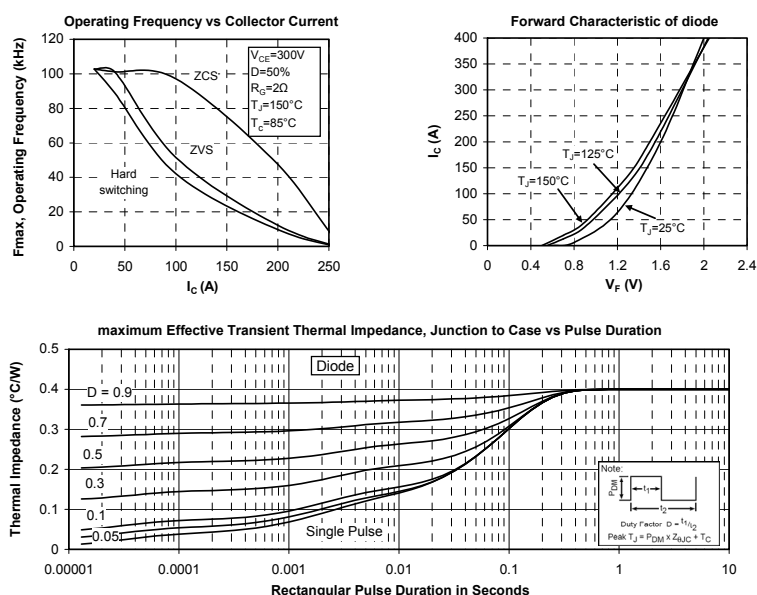 Operating Frequency vs Collector Current
Fmax, Operating Frequency (kHz)
120
100
80
60
40
20
0
0 50 100 150 200 250
I_C (A)
V_CE=300V
D=50%
R_G=2Ω
T_J=150°C
T_c=85°C
ZCS
ZVS
Hard
switching
Forward Characteristic of diode
I_C (A)
400
350
300
250
200
150
100
50
0
0 0.4 0.8 1.2 1.6 2 2.4
V_F (V)
T_J=125°C
T_J=150°C
T_J=25°C
maximum Effective Transient Thermal Impedance, Junction to Case vs Pulse Duration
Thermal Impedance (°C/W)
0.5
0.4
0.3
0.2
0.1
0
Diode
D = 0.9
0.7
0.5
0.3
0.1
0.05
Single Pulse
Note:
P_DM
t_1
t_2
Duty Factor D = t_1/t_2
Peak T_J = P_DM x Z_θJC + T_C
0.00001 0.0001 0.001 0.01 0.1 1 10
Rectangular Pulse Duration in Seconds